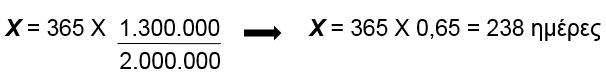 X = 365 X 1.300.000 / 2.000.000 → X = 365 X 0,65 = 238 ημέρες